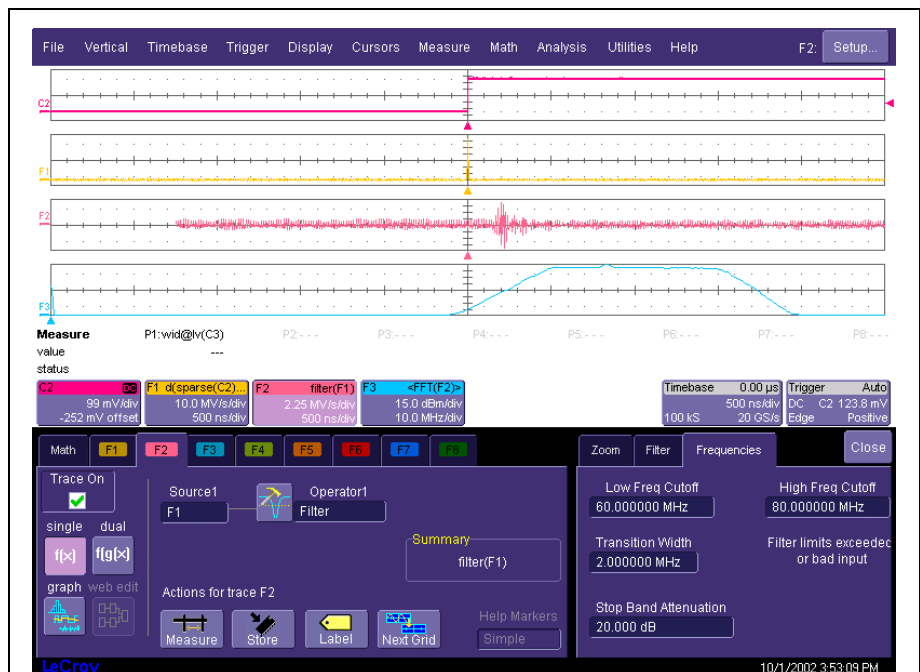 File Vertical Timebase Trigger Display Cursors Measure Math Analysis Utilities Help F2: Setup...
C2
F1
F2
F3
Measure P1:wid@lv(C3) P2:--- P3:--- P4:--- P5:--- P6:--- P7:--- P8:---
value ---
status
C2 DC
99 mV/div
-252 mV offset
F1 d(sparse(C2)...
10.0 MV/s/div
500 ns/div
F2 filter(F1)
2.25 MV/s/div
500 ns/div
F3 <FFT(F2)>
15.0 dBm/div
10.0 MHz/div
Timebase 0.00 µs
500 ns/div
100 kS 20 GS/s
Trigger Auto
DC C2 123.8 mV
Edge Positive
Math F1 F2 F3 F4 F5 F6 F7 F8
Trace On
single dual
f(x) f(g(x)
graph web edit
Source1
F1
Operator1
Filter
Summary
filter(F1)
Actions for trace F2
Measure Store Label Next Grid
Help Markers
Simple
Zoom Filter Frequencies Close
Low Freq Cutoff High Freq Cutoff
60.000000 MHz 80.000000 MHz
Transition Width
2.000000 MHz
Filter limits exceeded
or bad input
Stop Band Attenuation
20.000 dB
LeCroy 10/1/2002 3:53:09 PM